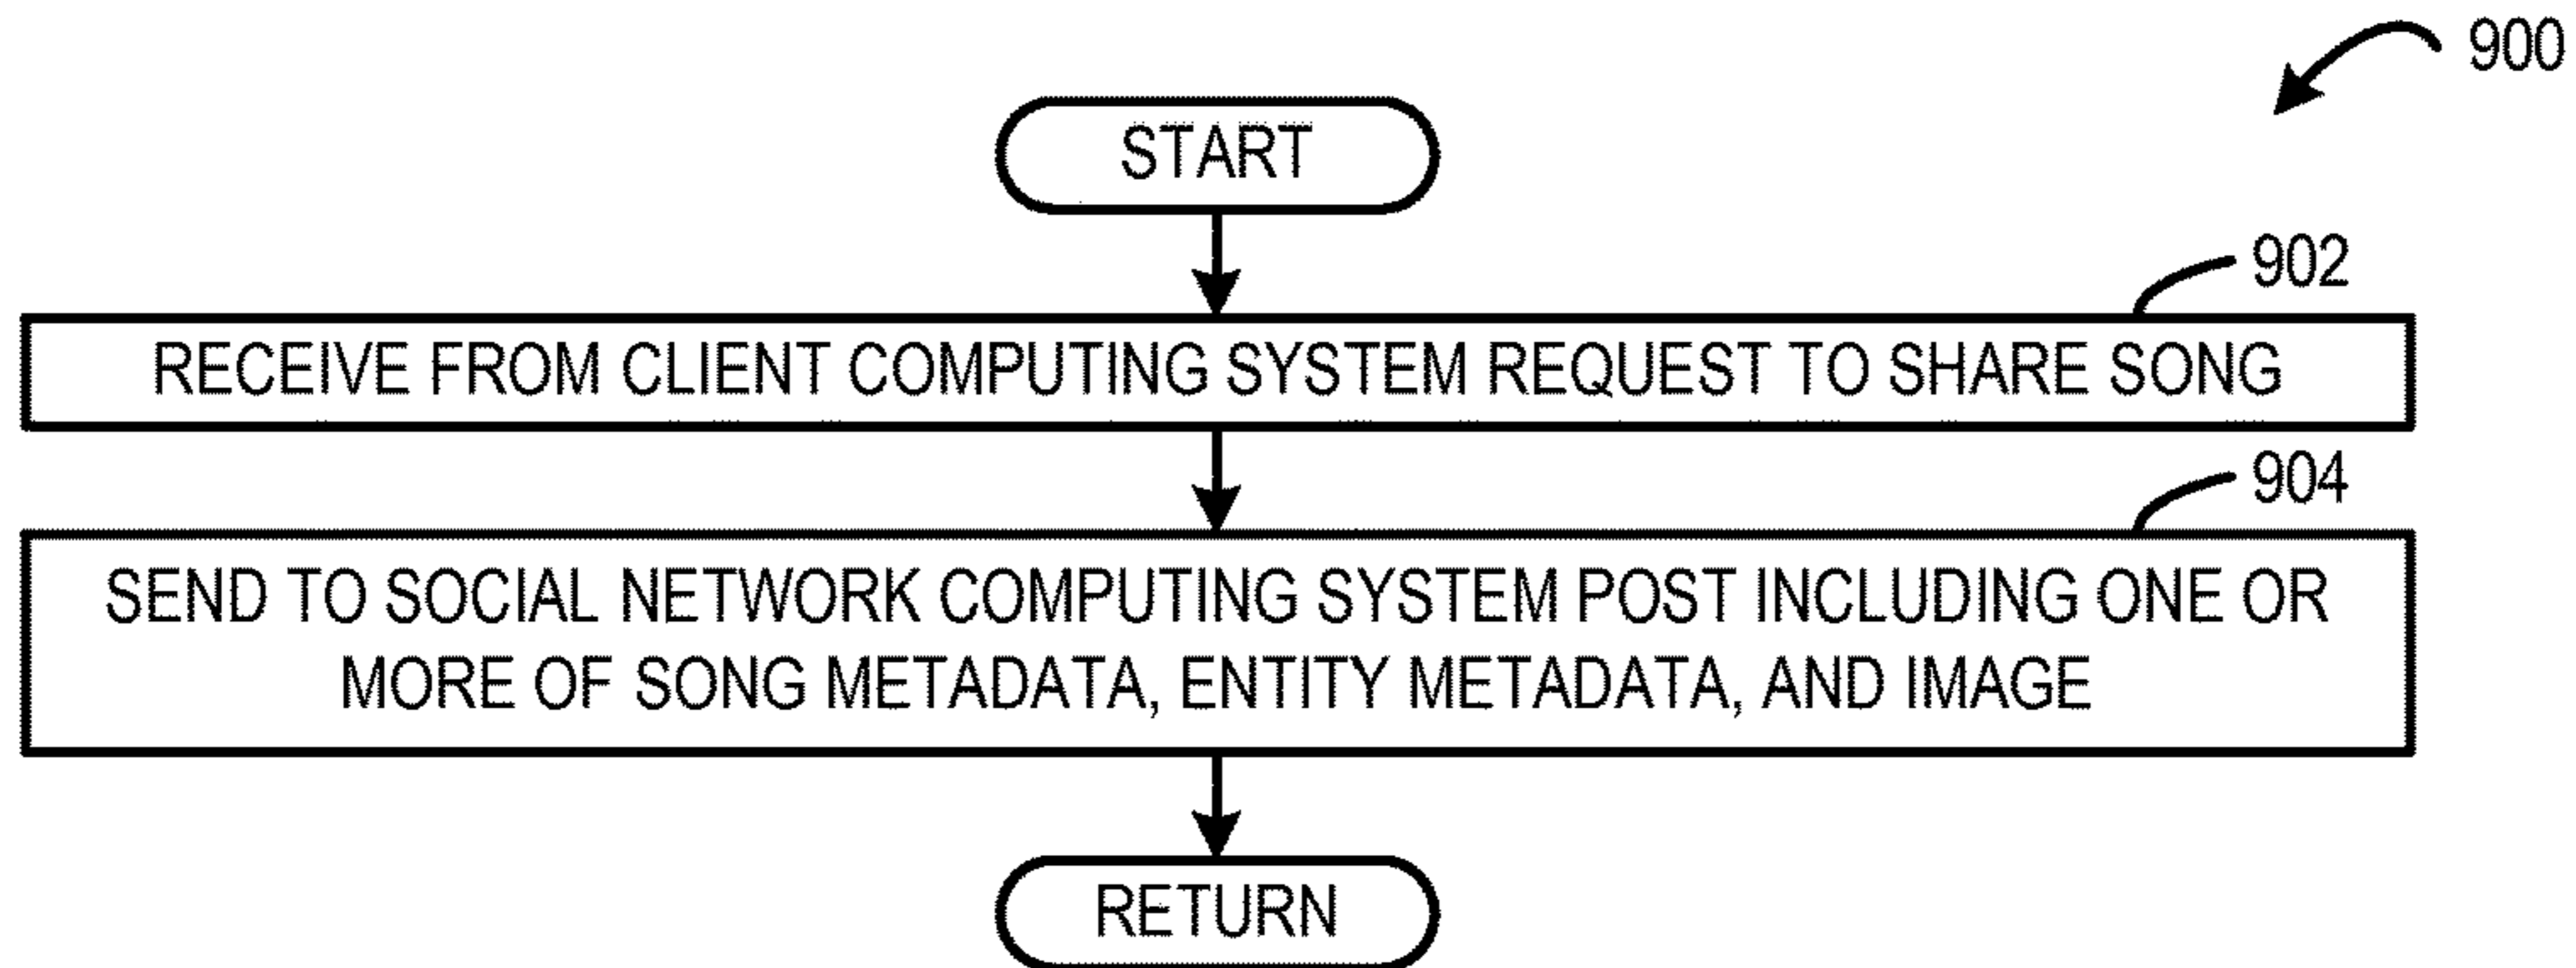 900
START
902
RECEIVE FROM CLIENT COMPUTING SYSTEM REQUEST TO SHARE SONG
904
SEND TO SOCIAL NETWORK COMPUTING SYSTEM POST INCLUDING ONE OR
MORE OF SONG METADATA, ENTITY METADATA, AND IMAGE
RETURN